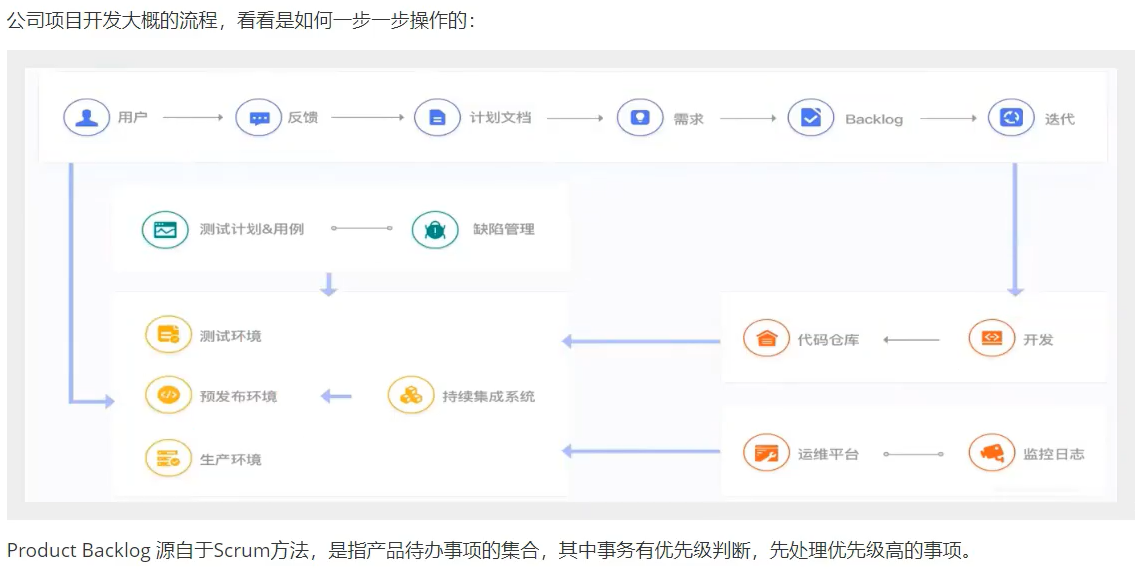 公司项目开发大概的流程，看看是如何一步一步操作的：
用户 反馈 计划文档 需求 Backlog 迭代
测试计划&用例 缺陷管理
测试环境
预发布环境 持续集成系统
生产环境
代码仓库 开发
运维平台 监控日志
Product Backlog 源自于Scrum方法，是指产品待办事项的集合，其中事务有优先级判断，先处理优先级高的事项。